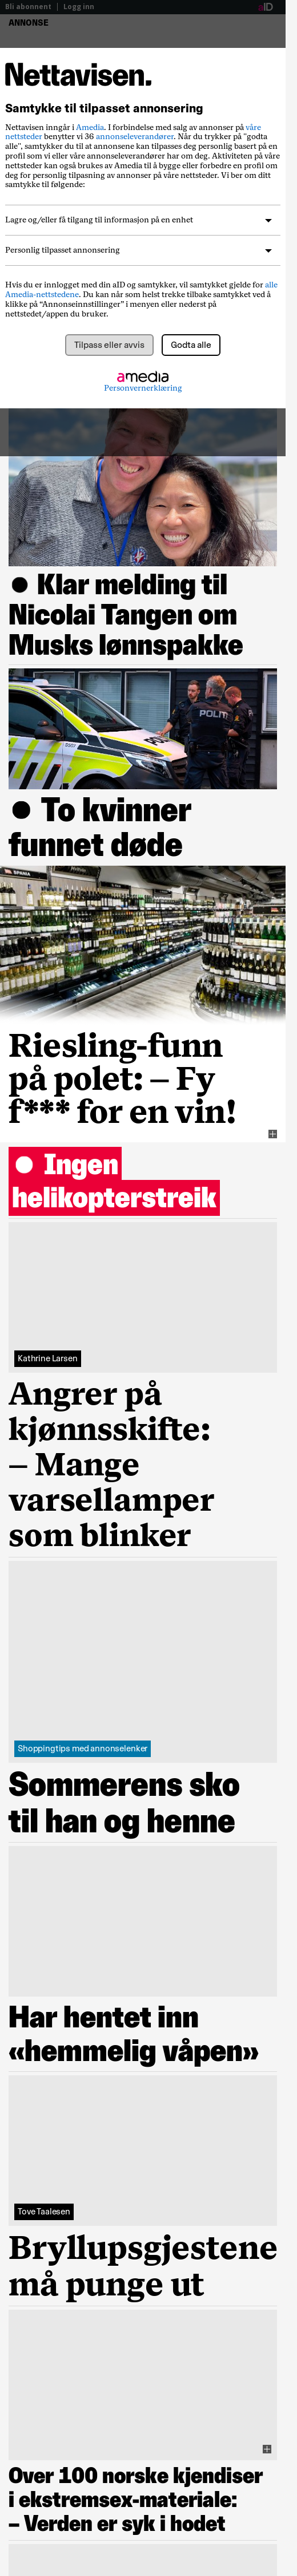 Bli abonnent | Logg inn
aID
ANNONSE
Nettavisen.
Samtykke til tilpasset annonsering
Nettavisen inngår i Amedia. I forbindelse med salg av annonser på våre
nettsteder benytter vi 36 annonseleverandører. Når du trykker på "godta
alle", samtykker du til at annonsene kan tilpasses deg personlig basert på en
profil som vi eller våre annonseleverandører har om deg. Aktiviteten på våre
nettsteder kan også brukes av Amedia til å bygge eller forbedre en profil om
deg for personlig tilpasning av annonser på våre nettsteder. Vi ber om ditt
samtykke til følgende:
Lagre og/eller få tilgang til informasjon på en enhet
Personlig tilpasset annonsering
Hvis du er innlogget med din aID og samtykker, vil samtykket gjelde for alle
Amedia-nettstedene. Du kan når som helst trekke tilbake samtykket ved å
klikke på “Annonseinnstillinger” i menyen eller nederst på
nettstedet/appen du bruker.
Tilpass eller avvis
Godta alle
amedia
Personvernerklæring
● Klar melding til
Nicolai Tangen om
Musks lønnspakke
POLITI
● To kvinner
funnet døde
SPANIA
Riesling-funn
på polet: – Fy
f*** for en vin!
● Ingen
helikopterstreik
Kathrine Larsen
Angrer på
kjønnsskifte:
– Mange
varsellamper
som blinker
Shoppingtips med annonselenker
Sommerens sko
til han og henne
Har hentet inn
«hemmelig våpen»
Tove Taalesen
Bryllupsgjestene
må punge ut
Over 100 norske kjendiser
i ekstremsex-materiale:
– Verden er syk i hodet